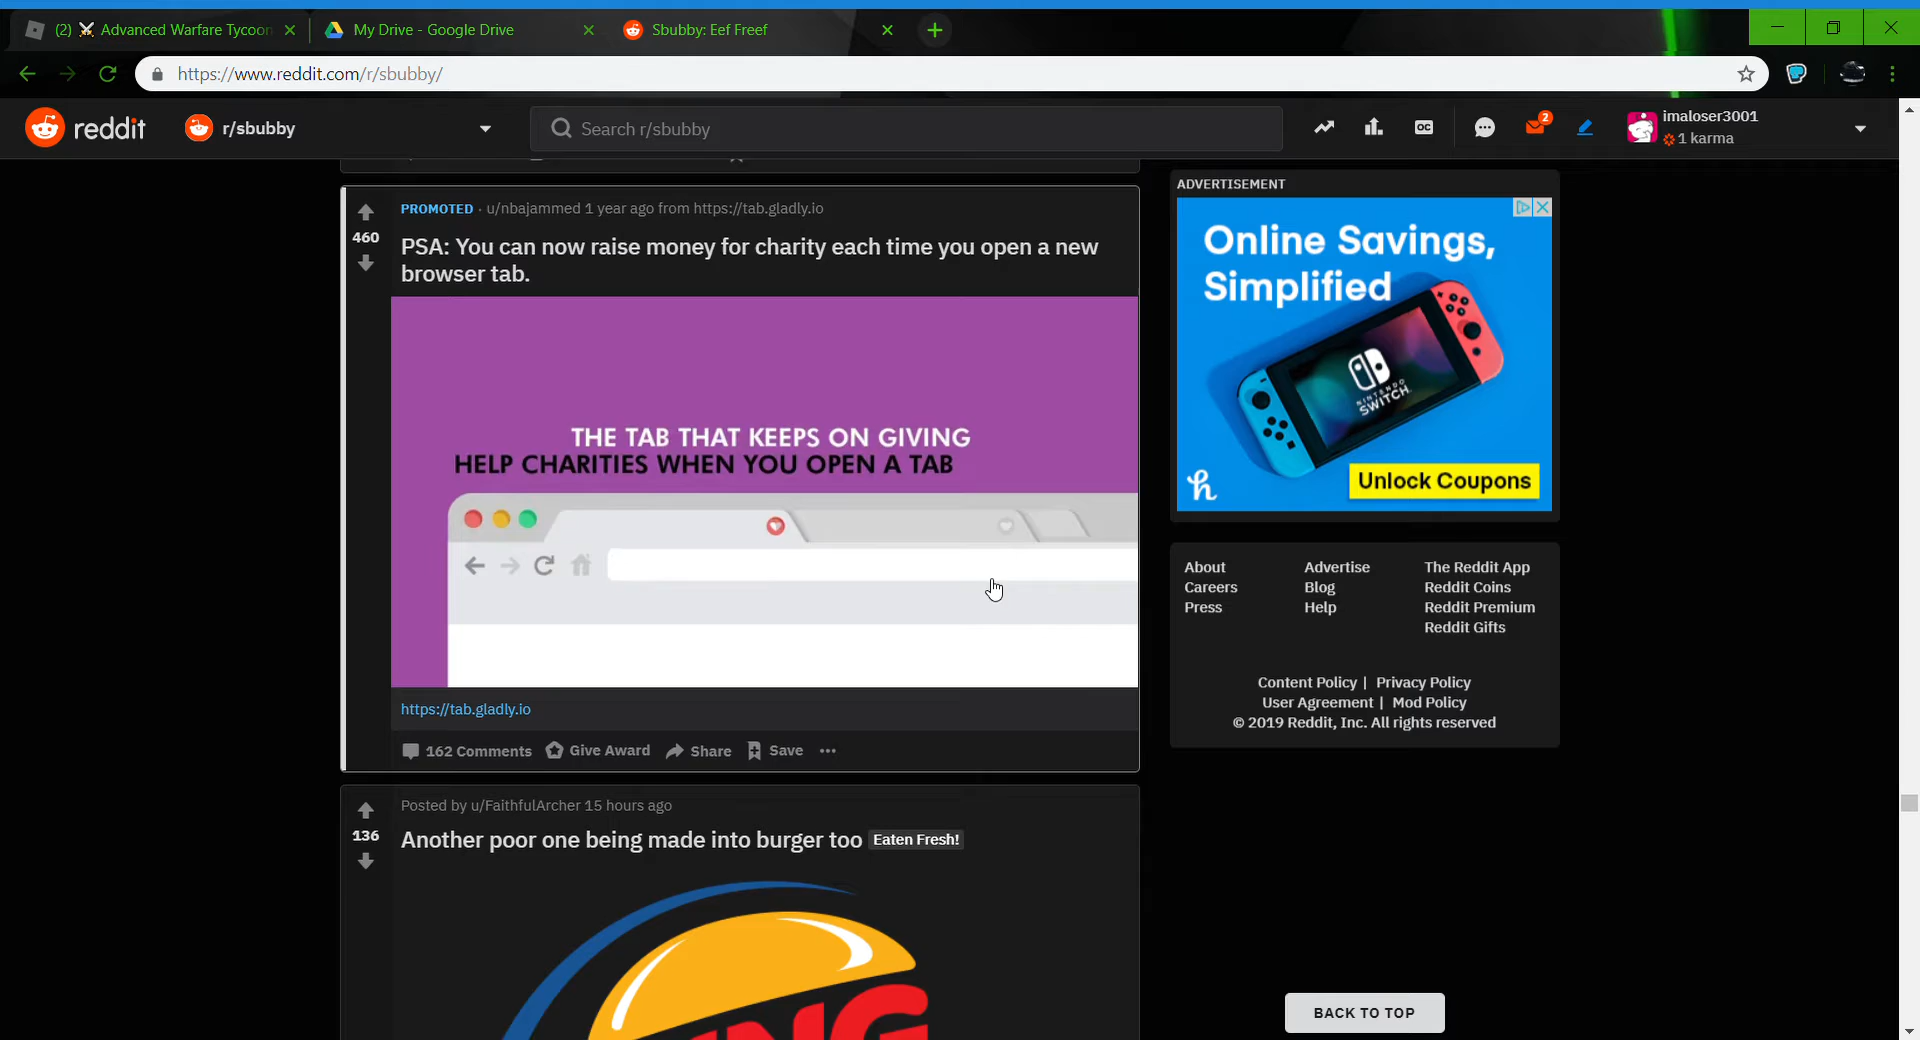 (2) ⚔ Advanced Warfare Tycoon
My Drive - Google Drive
Sbubby: Eef Freef
https://www.reddit.com/r/sbubby/
reddit
r/sbubby
Search r/sbubby
2
imaloser3001
1 karma
PROMOTED · u/nbajammed 1 year ago from https://tab.gladly.io
460
PSA: You can now raise money for charity each time you open a new
browser tab.
THE TAB THAT KEEPS ON GIVING
HELP CHARITIES WHEN YOU OPEN A TAB
https://tab.gladly.io
162 Comments Give Award Share Save
Posted by u/FaithfulArcher 15 hours ago
136
Another poor one being made into burger too Eaten Fresh!
ADVERTISEMENT
Online Savings,
Simplified
NINTENDO
SWITCH
h
Unlock Coupons
About Advertise The Reddit App
Careers Blog Reddit Coins
Press Help Reddit Premium
Reddit Gifts
Content Policy | Privacy Policy
User Agreement | Mod Policy
© 2019 Reddit, Inc. All rights reserved
BACK TO TOP